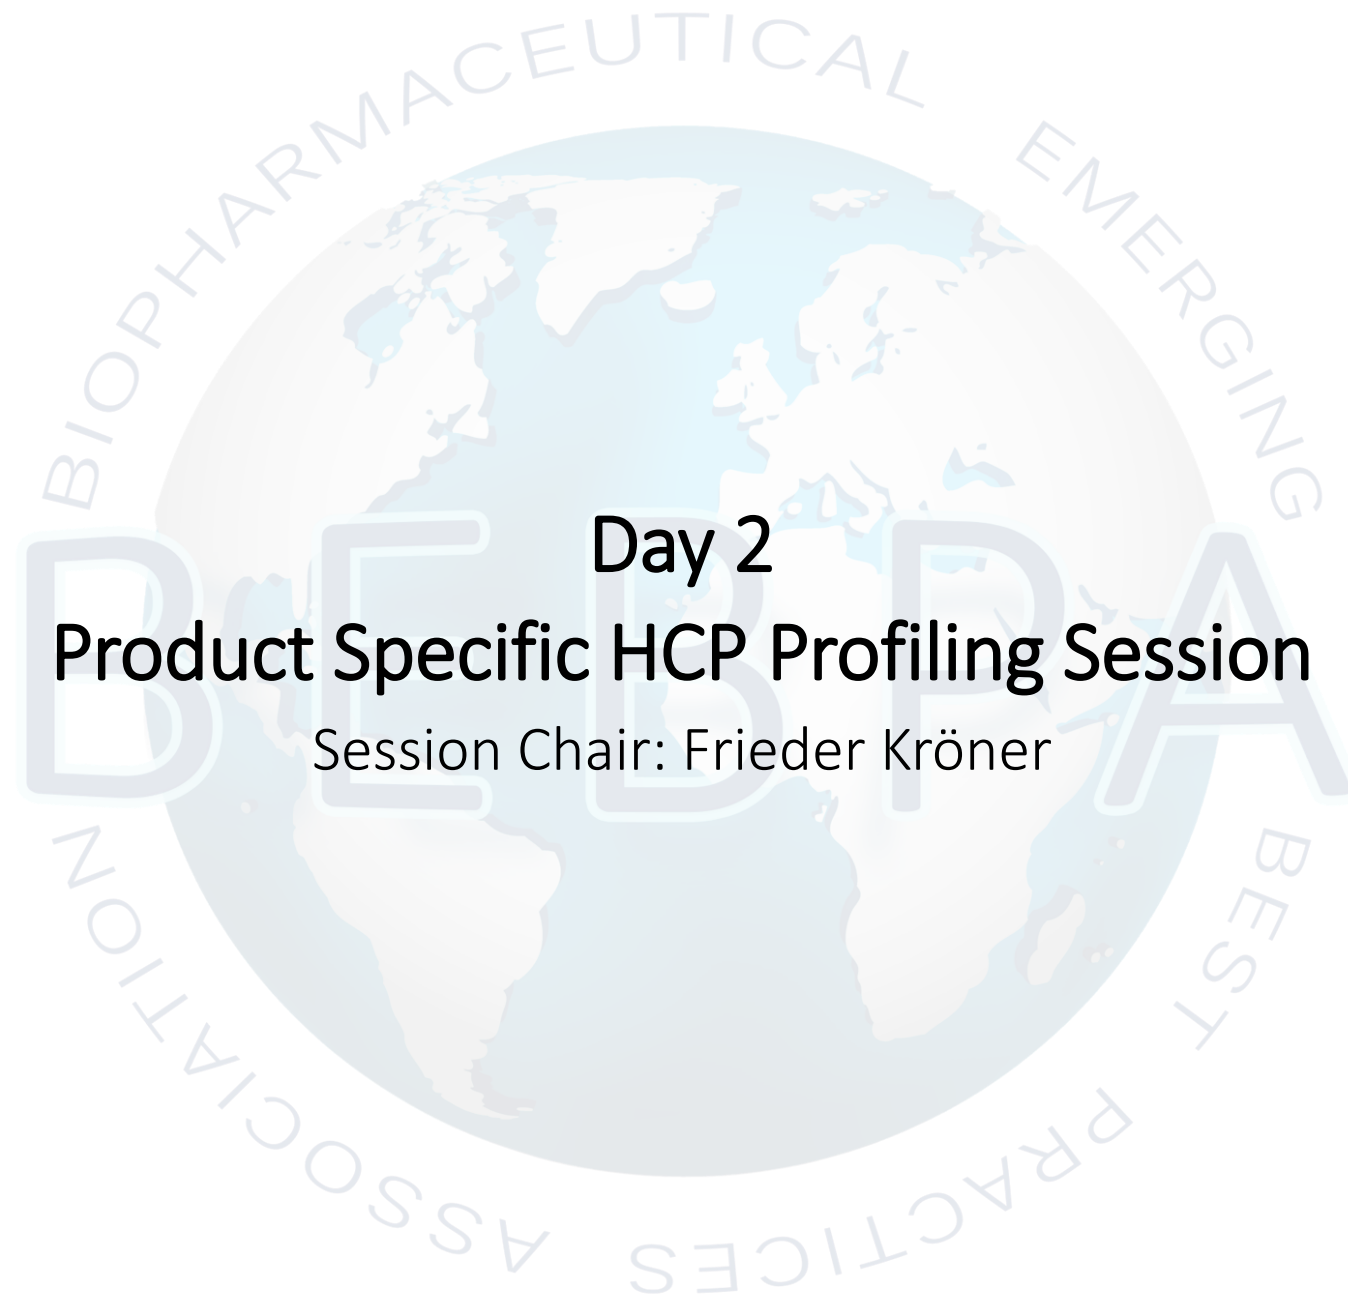 BIOPHARMACEUTICAL EMERGING BEST PRACTICES ASSOCIATION
BEBPA
Day 2
Product Specific HCP Profiling Session
Session Chair: Frieder Kröner